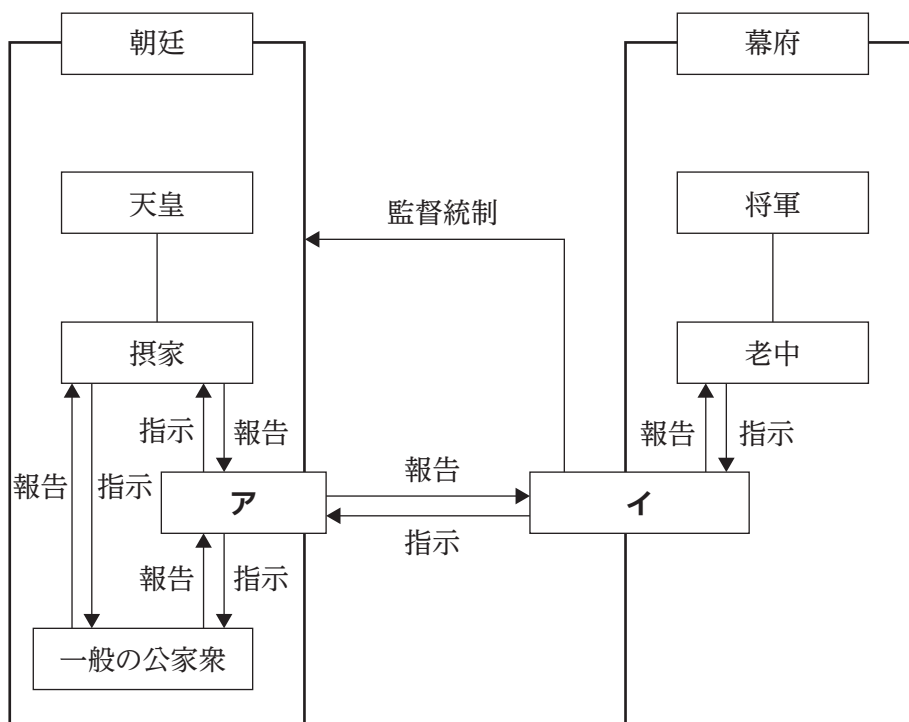 朝廷
幕府
天皇
監督統制
将軍
摂家
老中
指示
報告
報告
指示
報告
指示
ア
報告
イ
指示
報告
指示
一般の公家衆